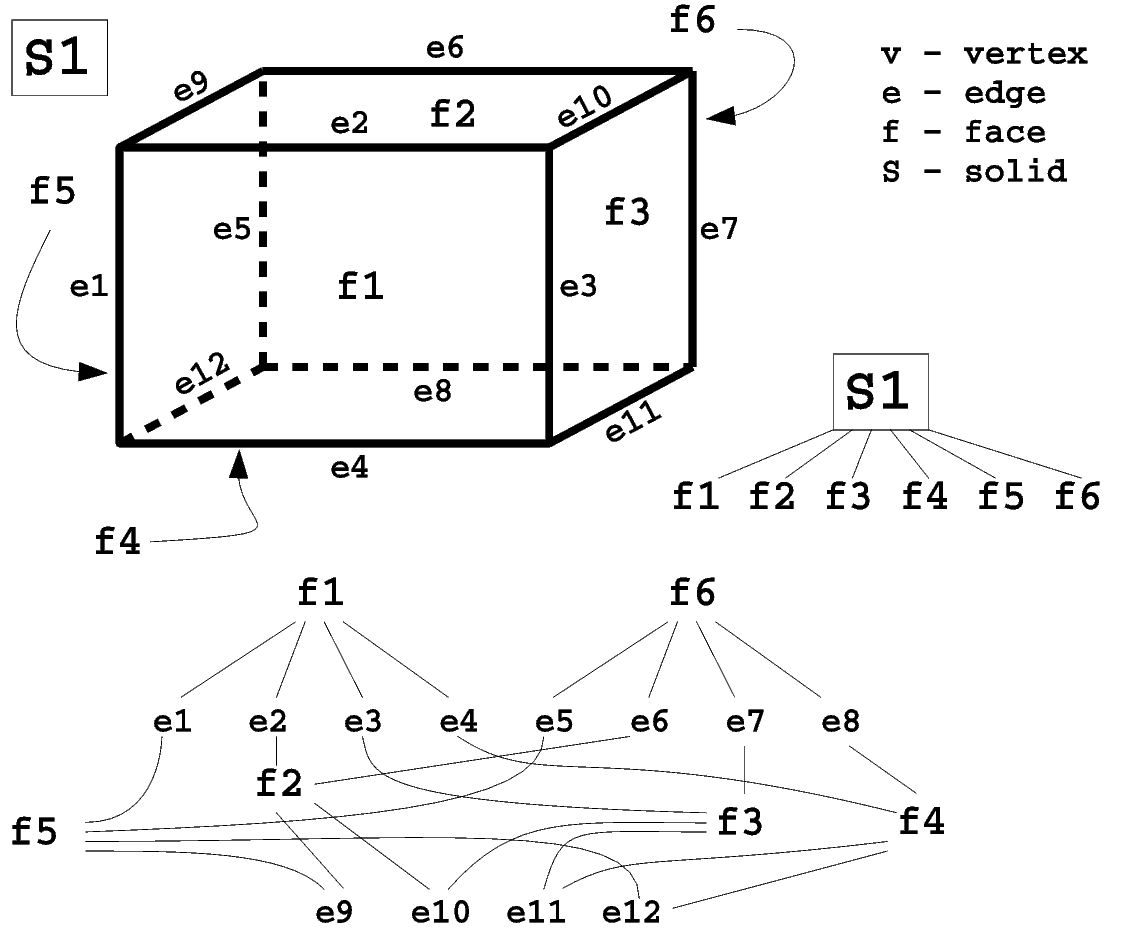 S1
f6
v - vertex
e - edge
f - face
S - solid
e6
e9
e10
e2
f2
f5
f3
e5
e7
e1
f1
e3
e12
e8
e11
e4
f4
S1
f1 f2 f3 f4 f5 f6
f1 f6
e1 e2 e3 e4 e5 e6 e7 e8
f2
f5 f3 f4
e9 e10 e11 e12